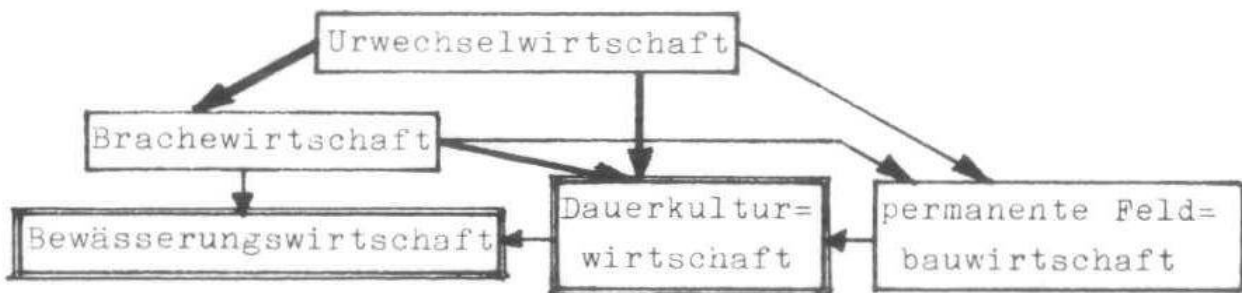 Urwechselwirtschaft
Brachewirtschaft
Bewässerungswirtschaft
Dauerkultur=
wirtschaft
permanente Feld=
bauwirtschaft